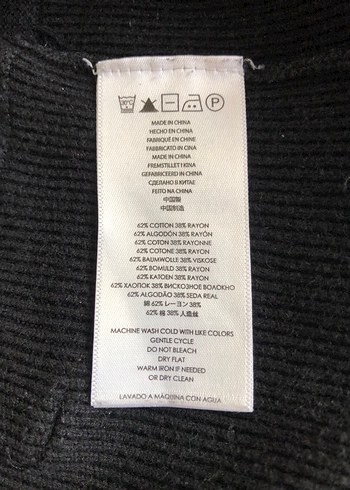 30°C P
MADE IN CHINA
HECHO EN CHINA
FABRIQUÉ EN CHINE
FABBRICATO IN CINA
MADE IN CHINA
FREMSTILLET I KINA
GEFABRICEERD IN CHINA
СДЕЛАНО В КИТАЕ
FEITO NA CHINA
中国製
中国制造
62% COTTON 38% RAYON
62% ALGODÓN 38% RAYÓN
62% COTON 38% RAYONNE
62% COTONE 38% RAYON
62% BAUMWOLLE 38% VISKOSE
62% BOMULD 38% RAYON
62% KATOEN 38% RAYON
62% ХЛОПОК 38% ВИСКОЗНОЕ ВОЛОКНО
62% ALGODÃO 38% SEDA REAL
綿 62% レーヨン 38%
62% 棉 38% 人造丝
MACHINE WASH COLD WITH LIKE COLORS
GENTLE CYCLE
DO NOT BLEACH
DRY FLAT
WARM IRON IF NEEDED
OR DRY CLEAN
LAVADO A MÁQUINA CON AGUA